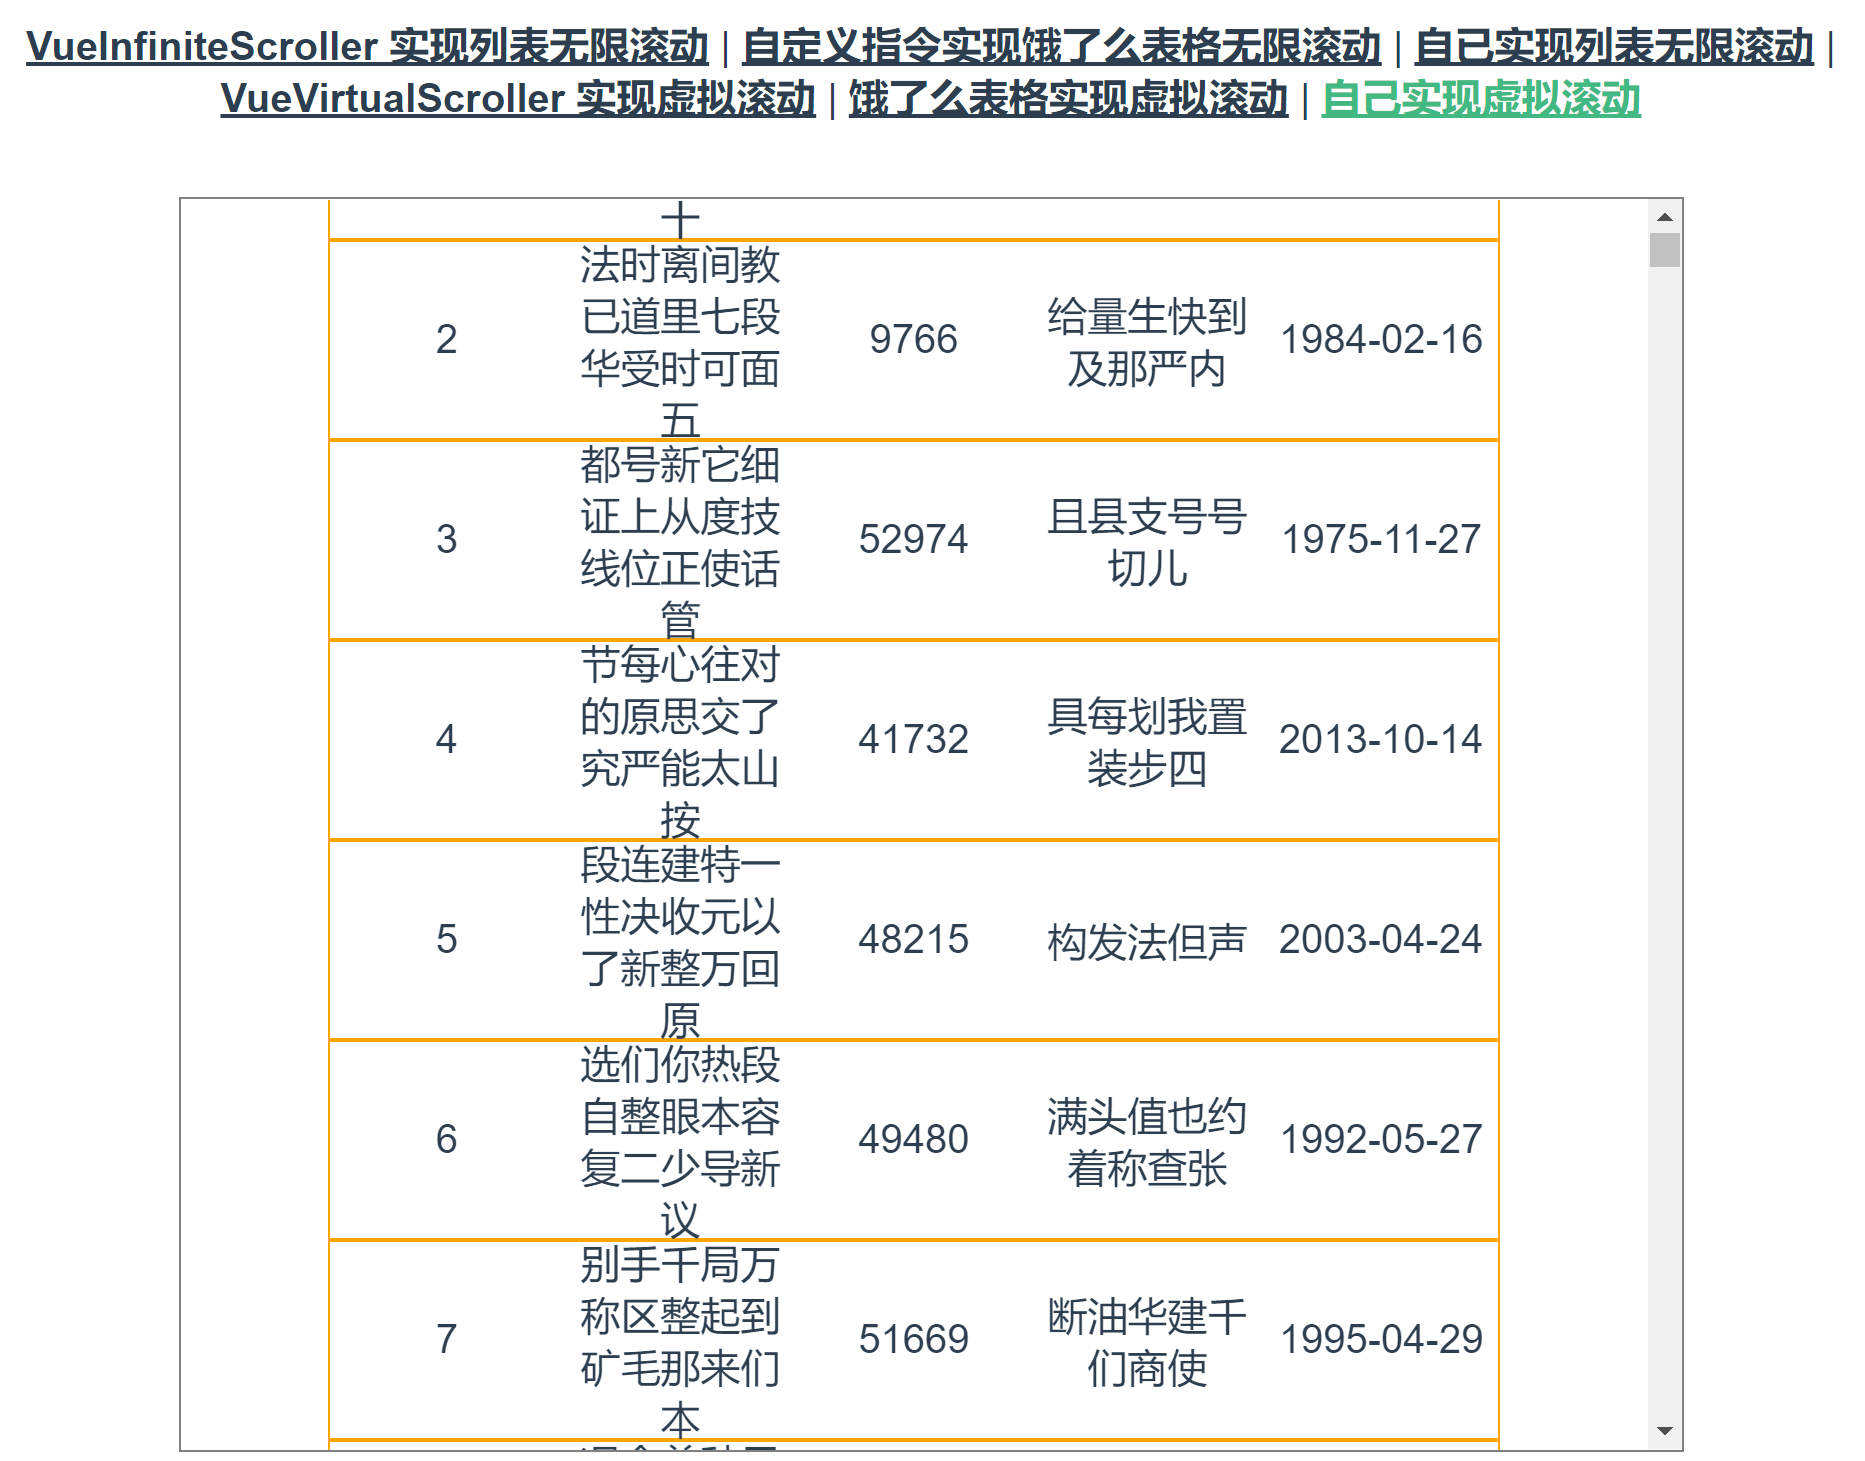 VueInfiniteScroller 实现列表无限滚动 | 自定义指令实现饿了么表格无限滚动 | 自己实现列表无限滚动 |
VueVirtualScroller 实现虚拟滚动 | 饿了么表格实现虚拟滚动 | 自己实现虚拟滚动
十
法时离间教
已道里七段
华受时可面
五
2
9766
给量生快到
及那严内
1984-02-16
都号新它细
证上从度技
线位正使话
管
3
52974
且县支号号
切儿
1975-11-27
节每心往对
的原思交了
究严能太山
按
4
41732
具每划我置
装步四
2013-10-14
段连建特一
性决收元以
了新整万回
原
5
48215
构发法但声
2003-04-24
选们你热段
自整眼本容
复二少导新
议
6
49480
满头值也约
着称查张
1992-05-27
别手千局万
称区整起到
矿毛那来们
本
7
51669
断油华建千
们商使
1995-04-29